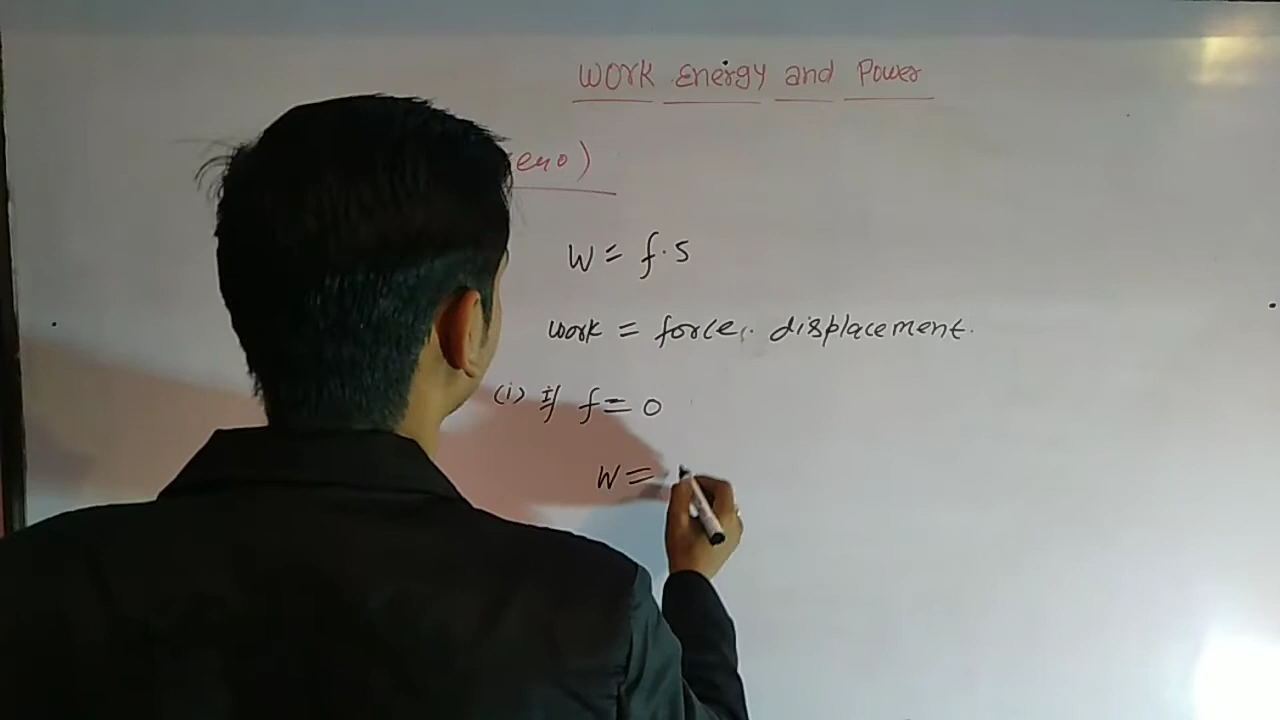 Work Energy and Power
ero)
W = f.s
work = force. displacement.
(i) If f = 0
W =